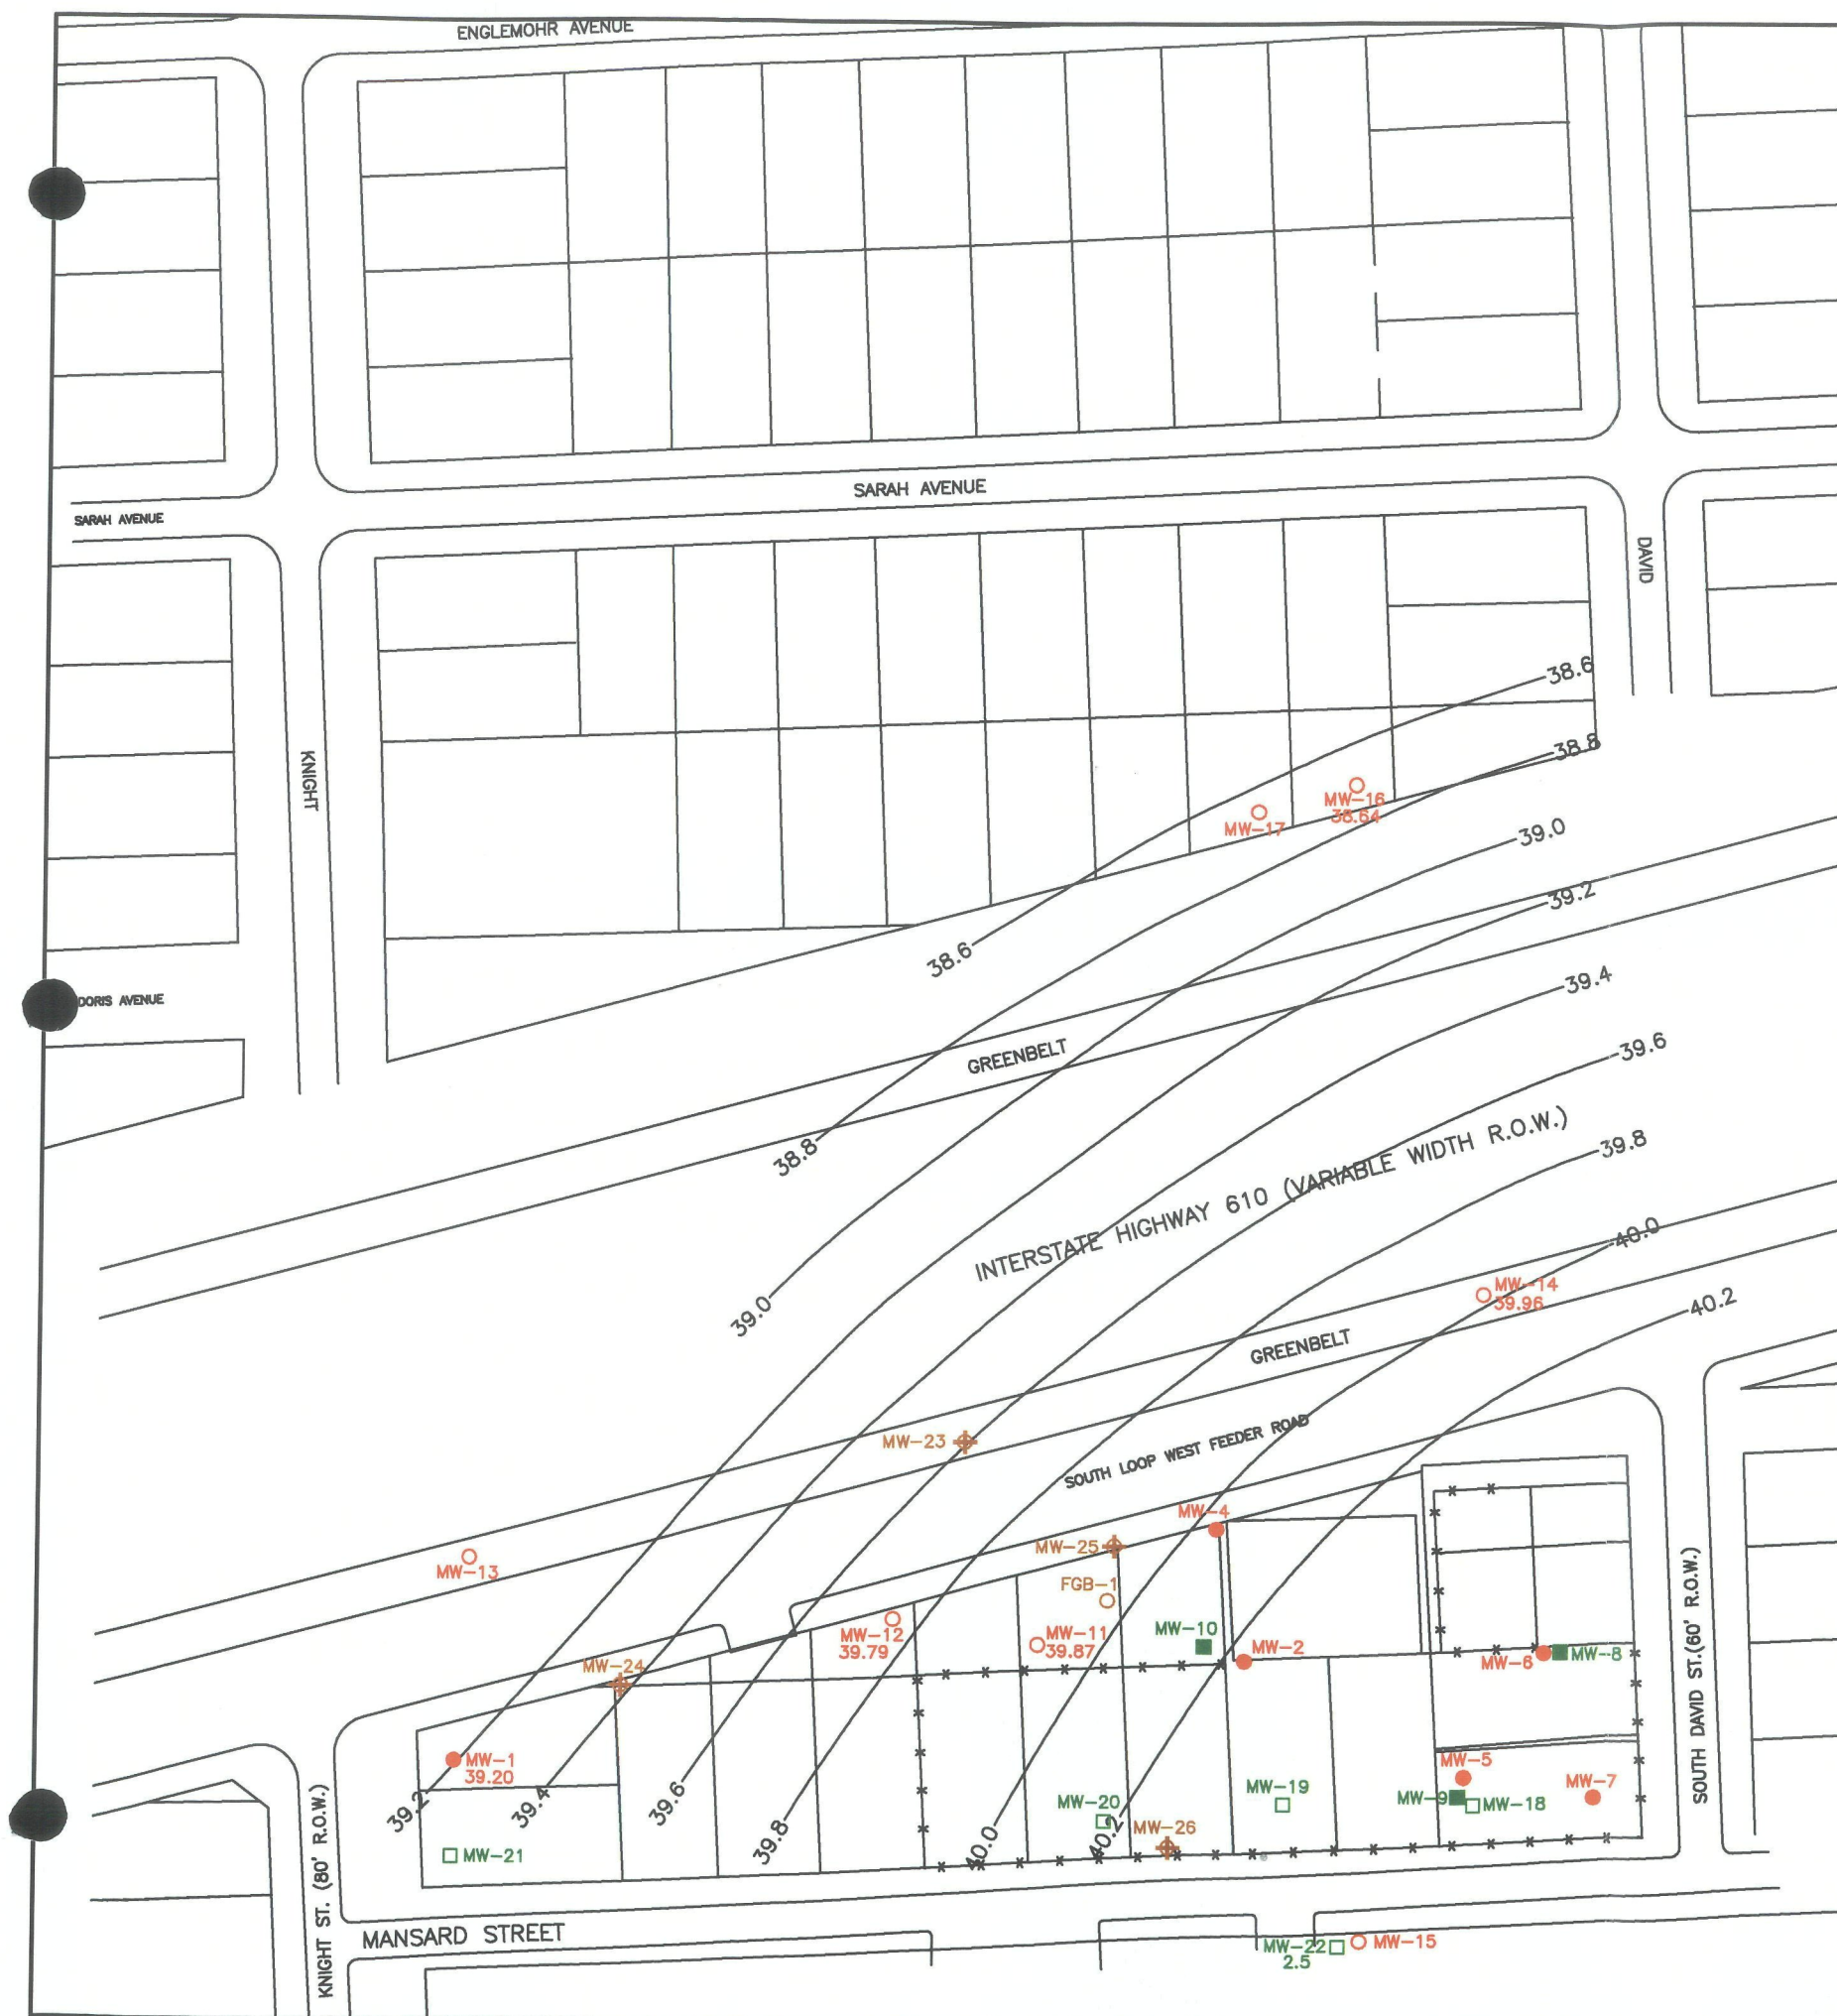 ENGLEMOHR AVENUE
SARAH AVENUE
SARAH AVENUE
DAVID
KNIGHT
38.6
38.8
MW-16
38.64
MW-17
39.0
39.2
38.6
39.4
DORIS AVENUE
GREENBELT
39.6
38.8
INTERSTATE HIGHWAY 610 (VARIABLE WIDTH R.O.W.)
39.8
40.0
MW-14
39.96
39.0
40.2
GREENBELT
MW-23
SOUTH LOOP WEST FEEDER ROAD
MW-4
MW-25
MW-13
FGB-1
MW-12
39.79
MW-11
39.87
MW-10
MW-2
MW-6
MW-8
SOUTH DAVID ST.(60' R.O.W.)
MW-24
MW-1
39.20
MW-5
MW-7
MW-9
MW-18
MW-19
MW-20
39.2
39.4
39.6
39.8
40.0
40.2
MW-26
MW-21
KNIGHT ST. (80' R.O.W.)
MANSARD STREET
MW-22
2.5
MW-15